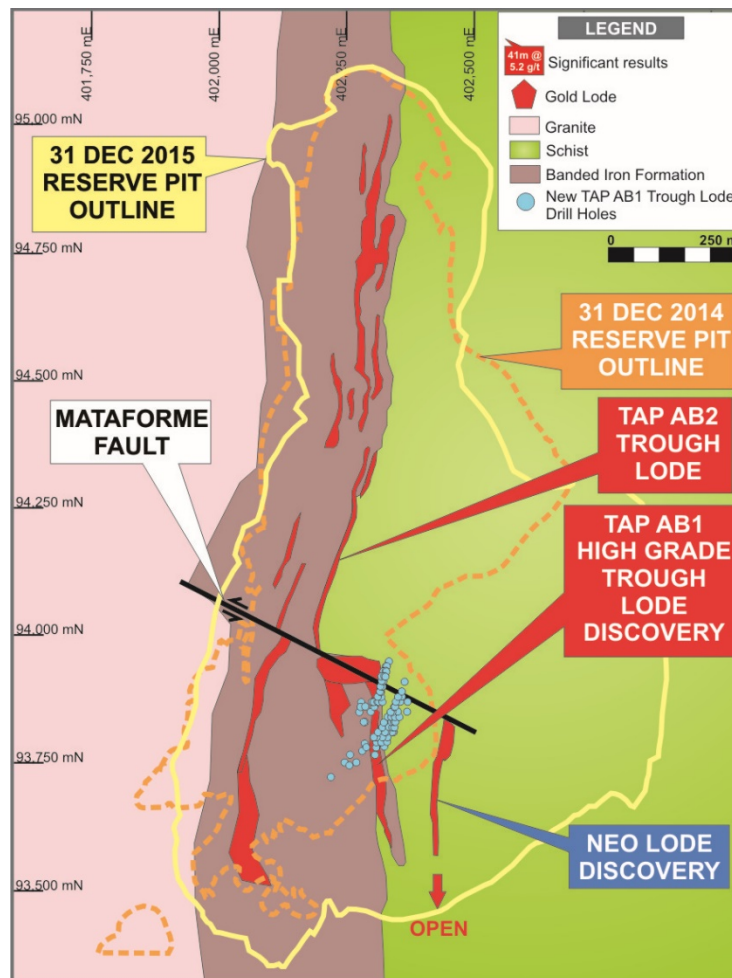 401,750 mE
402,000 mE
402,250 mE
402,500 mE
LEGEND
41m @
5.2 g/t
Significant results
Gold Lode
Granite
Schist
Banded Iron Formation
New TAP AB1 Trough Lode
Drill Holes
0
250 m
95,000 mN
94,750 mN
94,500 mN
94,250 mN
94,000 mN
93,750 mN
93,500 mN
31 DEC 2015
RESERVE PIT
OUTLINE
31 DEC 2014
RESERVE PIT
OUTLINE
MATAFORME
FAULT
TAP AB2
TROUGH
LODE
TAP AB1
HIGH GRADE
TROUGH
LODE
DISCOVERY
NEO LODE
DISCOVERY
OPEN